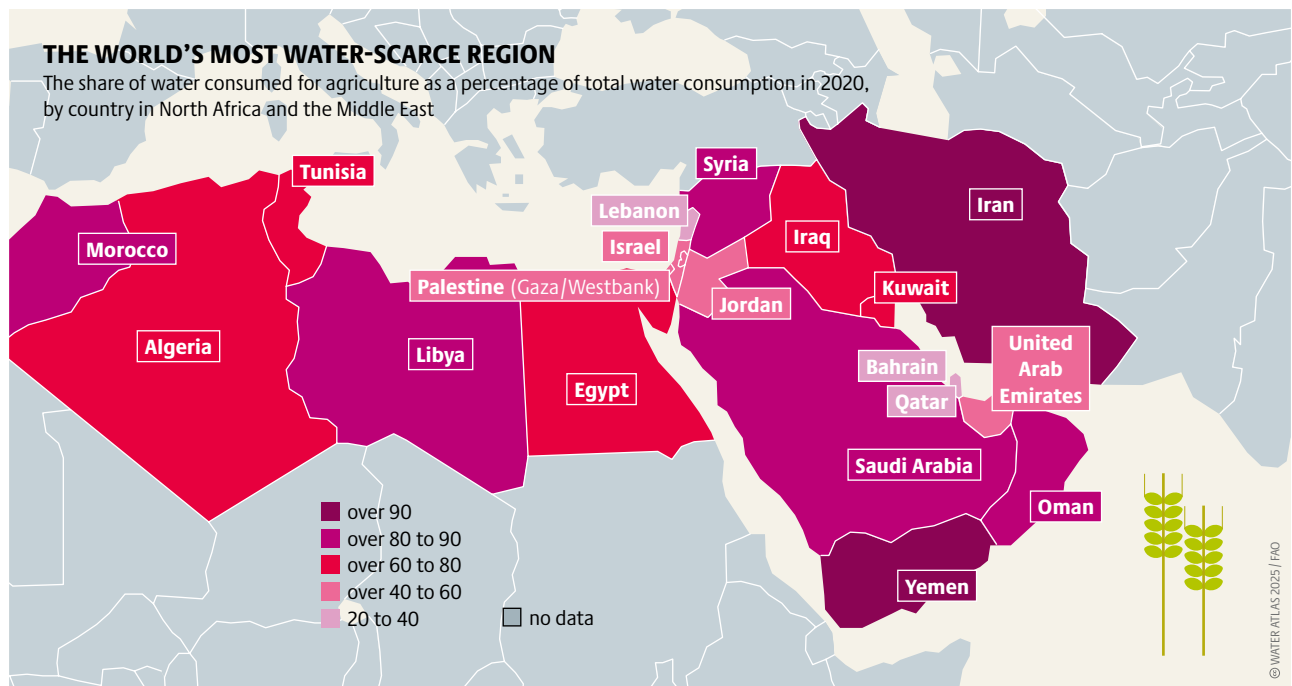 THE WORLD'S MOST WATER-SCARCE REGION
The share of water consumed for agriculture as a percentage of total water consumption in 2020,
by country in North Africa and the Middle East
Tunisia
Syria
Lebanon
Iran
Morocco
Israel
Iraq
Palestine (Gaza/Westbank)
Kuwait
Jordan
Algeria
Libya
Egypt
United
Arab
Emirates
Bahrain
Qatar
Saudi Arabia
Oman
Yemen
over 90
over 80 to 90
over 60 to 80
over 40 to 60
20 to 40
no data
WATER ATLAS 2025 / FAO